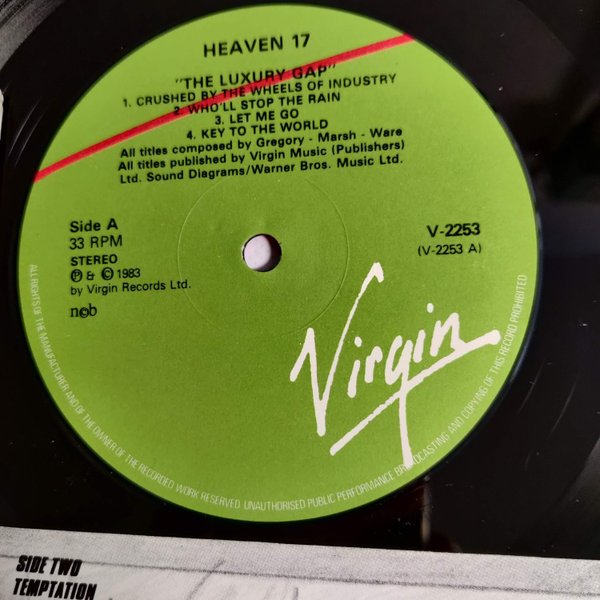 HEAVEN 17
"THE LUXURY GAP"
1. CRUSHED BY THE WHEELS OF INDUSTRY
2. WHO'LL STOP THE RAIN
3. LET ME GO
4. KEY TO THE WORLD
All titles composed by Gregory - Marsh - Ware
All titles published by Virgin Music (Publishers)
Ltd. Sound Diagrams/Warner Bros. Music Ltd.
Side A
33 RPM
STEREO
℗ & © 1983
by Virgin Records Ltd.
n©b
V-2253
(V-2253 A)
Virgin
ALL RIGHTS OF THE MANUFACTURER AND OF THE OWNER OF THE RECORDED WORK RESERVED. UNAUTHORISED PUBLIC PERFORMANCE BROADCASTING AND COPYING OF THIS RECORD PROHIBITED
SIDE TWO
TEMPTATION